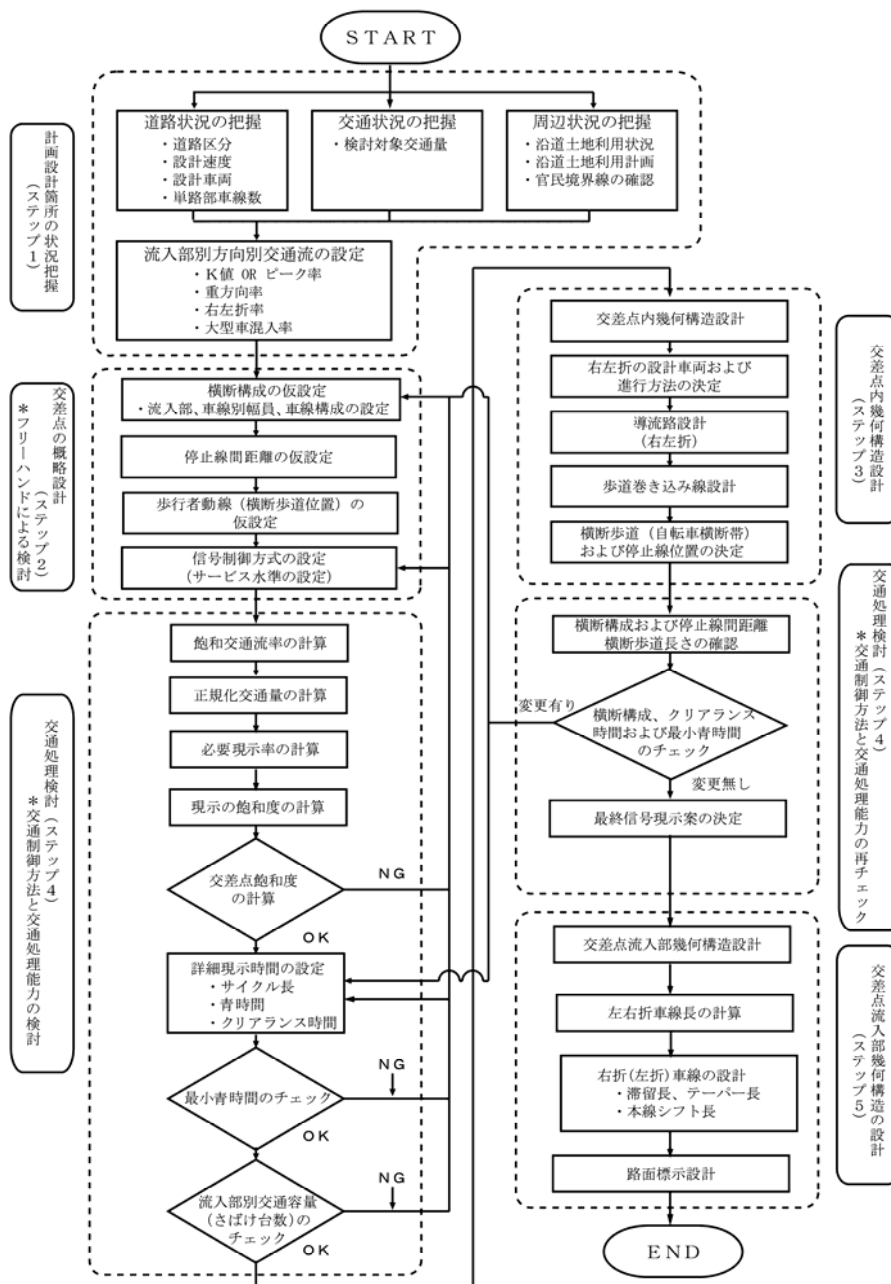 START
計画設計箇所の状況把握
(ステップ1)
道路状況の把握
・道路区分
・設計速度
・設計車両
・単路部車線数
交通状況の把握
・検討対象交通量
周辺状況の把握
・沿道土地利用状況
・沿道土地利用計画
・官民境界線の確認
流入部別方向別交通流の設定
・K値 OR ピーク率
・重方向率
・右左折率
・大型車混入率
交差点の概略設計
(ステップ2)
*フリーハンドによる検討
横断構成の仮設定
・流入部、車線別幅員、車線構成の設定
停止線間距離の仮設定
歩行者動線(横断歩道位置)の
仮設定
信号制御方式の設定
(サービス水準の設定)
交通処理検討(ステップ4)
*交通制御方法と交通処理能力の検討
飽和交通流率の計算
正規化交通量の計算
必要現示率の計算
現示の飽和度の計算
交差点飽和度
の計算
NG
OK
詳細現示時間の設定
・サイクル長
・青時間
・クリアランス時間
最小青時間のチェック
NG
OK
流入部別交通容量
(さばけ台数)の
チェック
NG
OK
交差点内幾何構造設計
(ステップ3)
交差点内幾何構造設計
右左折の設計車両および
進行方法の決定
導流路設計
(右左折)
歩道巻き込み線設計
横断歩道(自転車横断帯)
および停止線位置の決定
交通処理検討(ステップ4)
*交通制御方法と交通処理能力の再チェック
横断構成および停止線間距離
横断歩道長さの確認
変更有り
横断構成、クリアランス
時間および最小青時間
のチェック
変更無し
最終信号現示案の決定
交差点流入部幾何構造の設計
(ステップ5)
交差点流入部幾何構造設計
左右折車線長の計算
右折(左折)車線の設計
・滞留長、テーパー長
・本線シフト長
路面標示設計
END